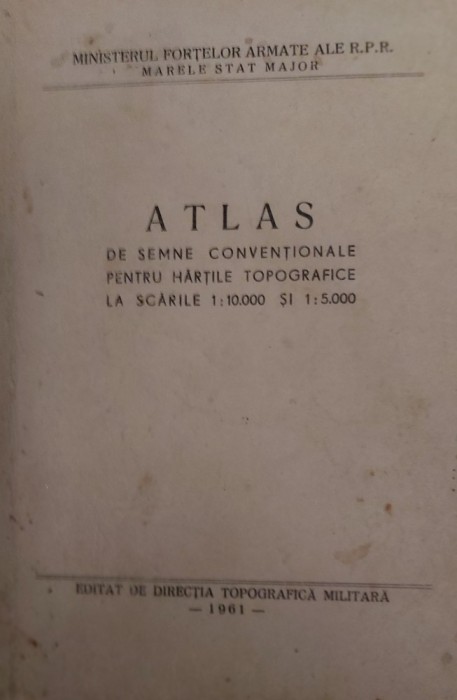 MINISTERUL FORȚELOR ARMATE ALE R.P.R.
MARELE STAT MAJOR
ATLAS
DE SEMNE CONVENȚIONALE
PENTRU HĂRȚILE TOPOGRAFICE
LA SCĂRILE 1:10.000 ȘI 1:5.000
EDITAT DE DIRECȚIA TOPOGRAFICĂ MILITARĂ
— 1961 —